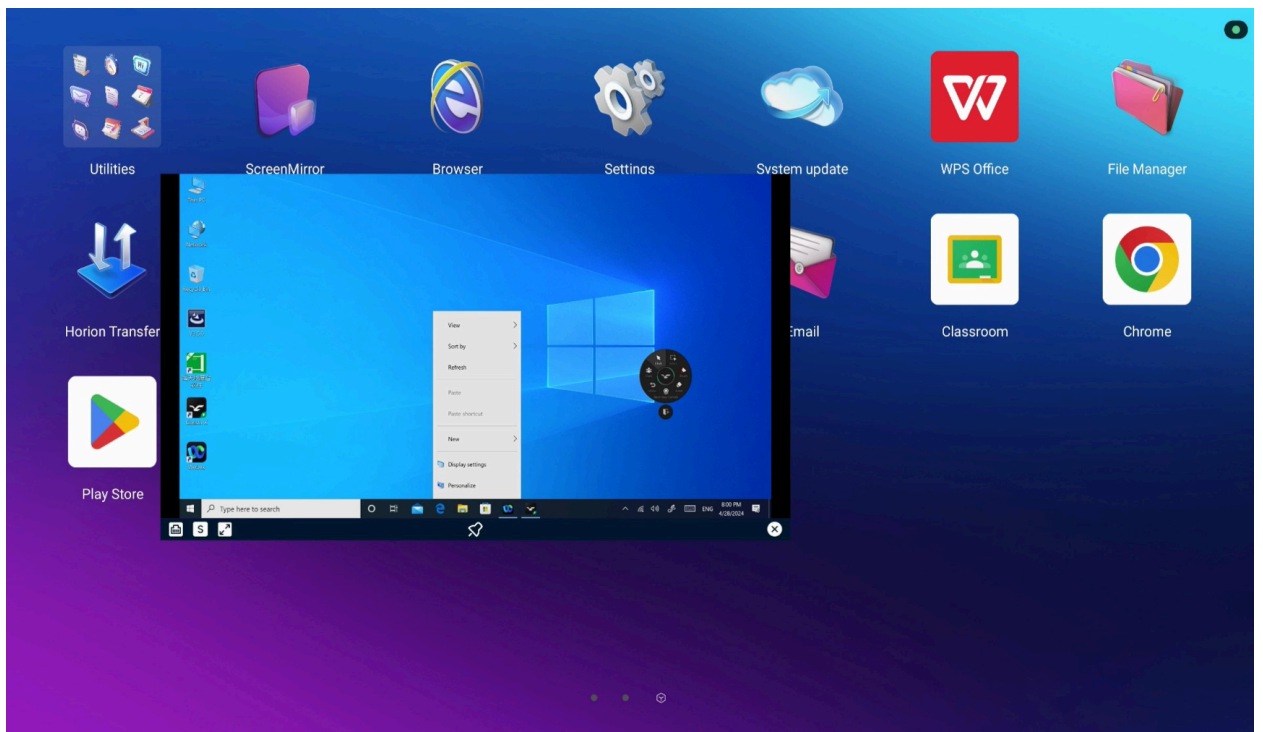 Utilities
ScreenMirror
Browser
Settings
System update
WPS Office
File Manager
Horion Transfer
Email
Classroom
Chrome
Play Store
View
Sort by
Refresh
Paste
Paste shortcut
New
Display settings
Personalize
Type here to search
ENG
8:00 PM
4/28/2024
S